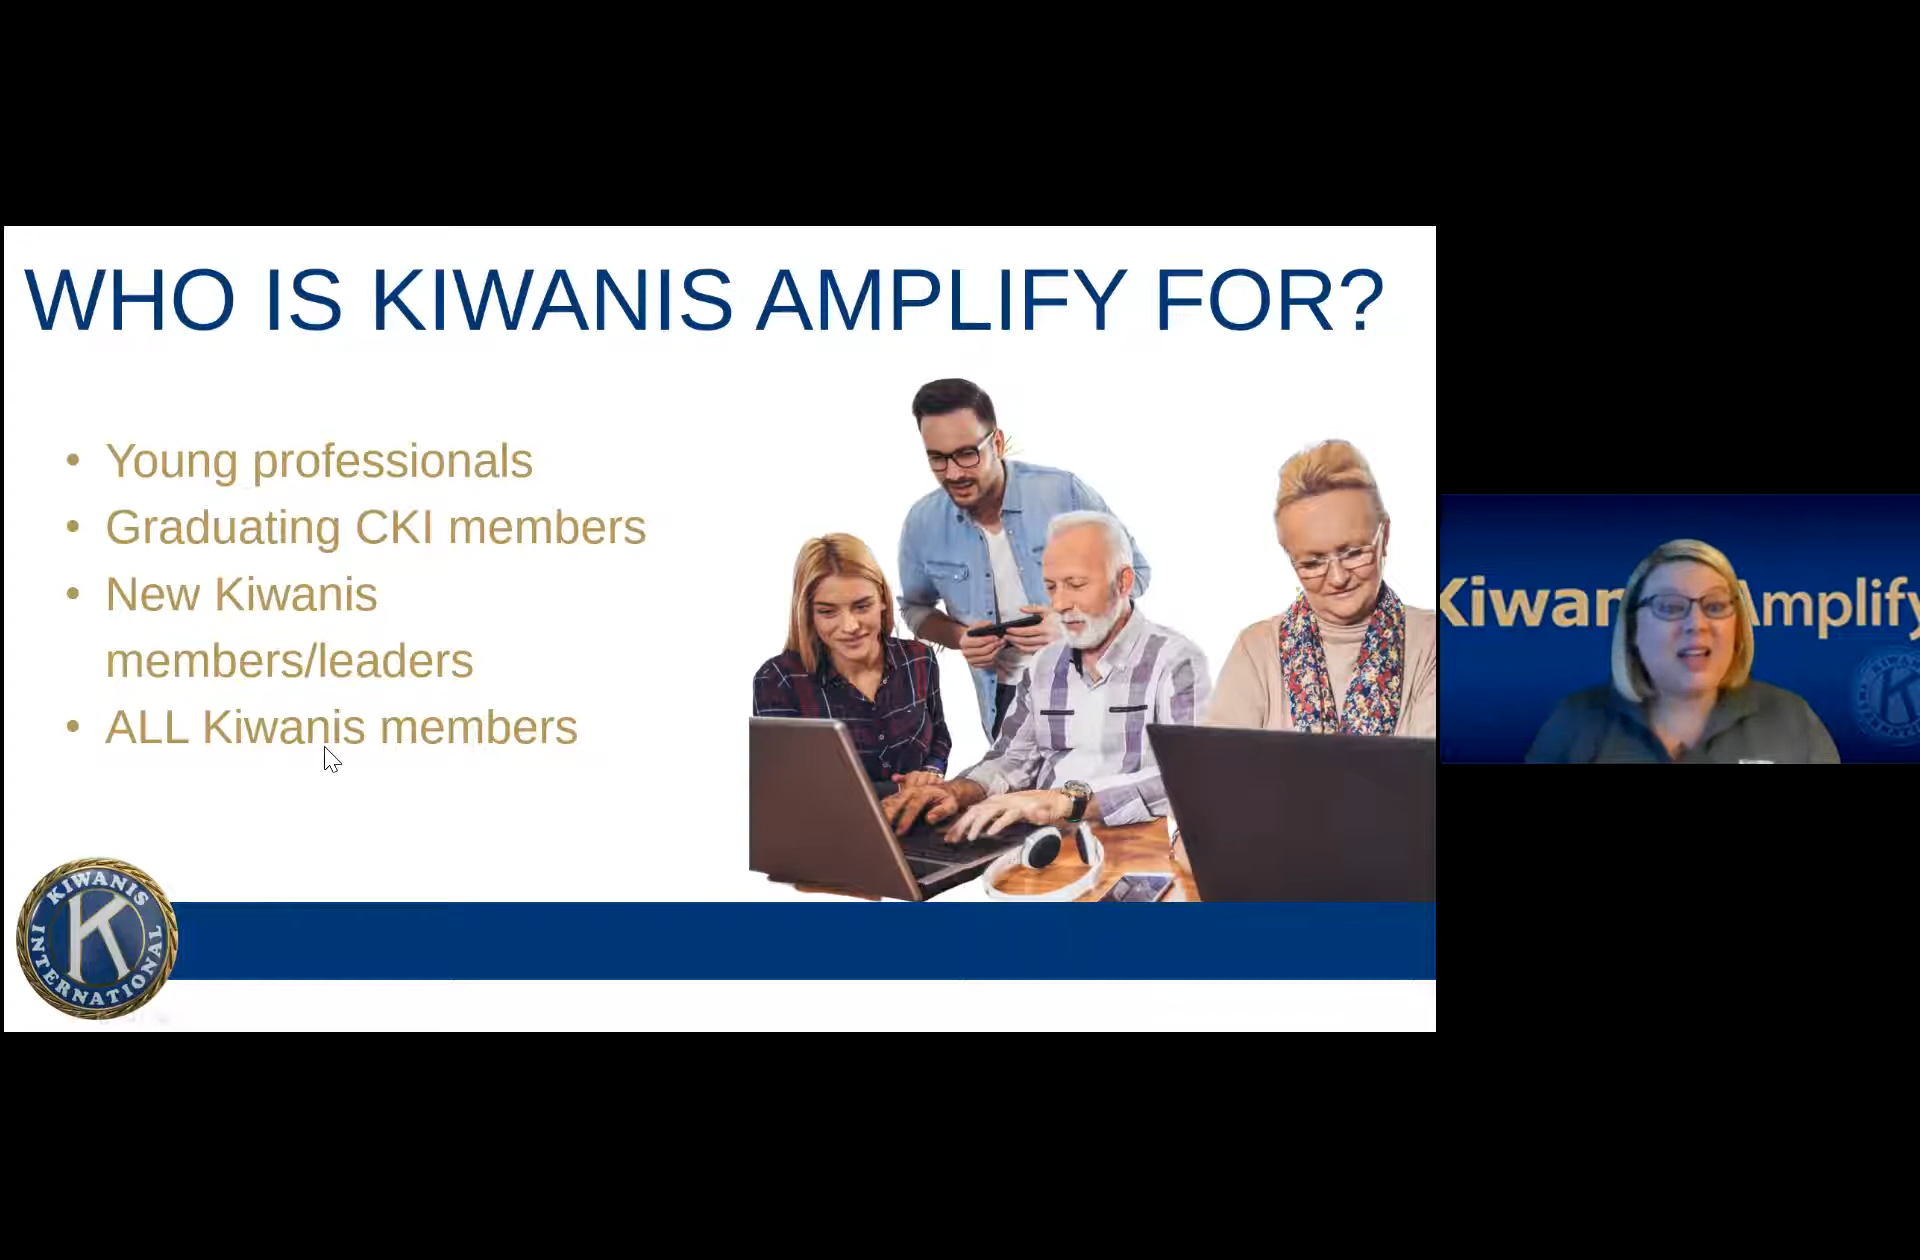 WHO IS KIWANIS AMPLIFY FOR?
• Young professionals
• Graduating CKI members
• New Kiwanis
members/leaders
• ALL Kiwanis members
KIWANIS
K
INTERNATIONAL
Kiwan Amplify
K